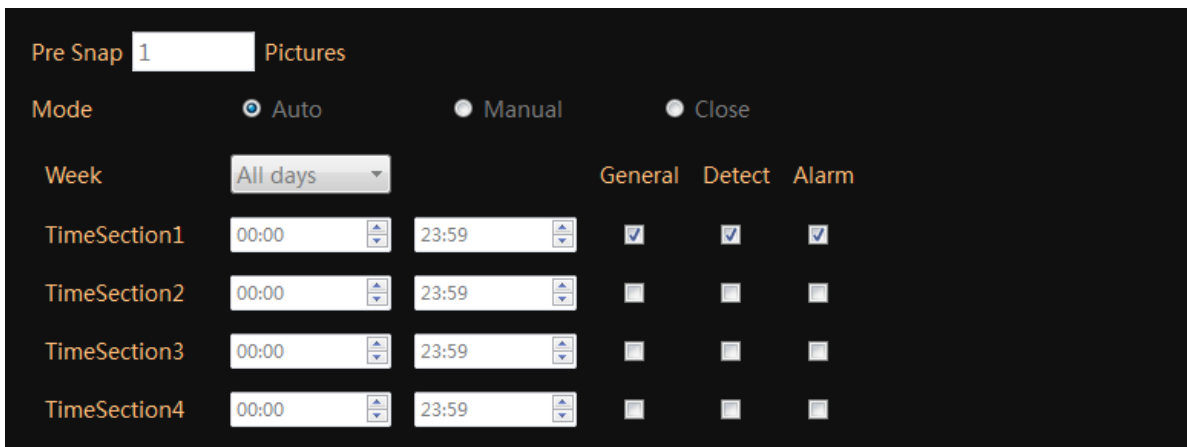 Pre Snap 1 Pictures
Mode Auto Manual Close
Week All days General Detect Alarm
TimeSection1 00:00 23:59
TimeSection2 00:00 23:59
TimeSection3 00:00 23:59
TimeSection4 00:00 23:59